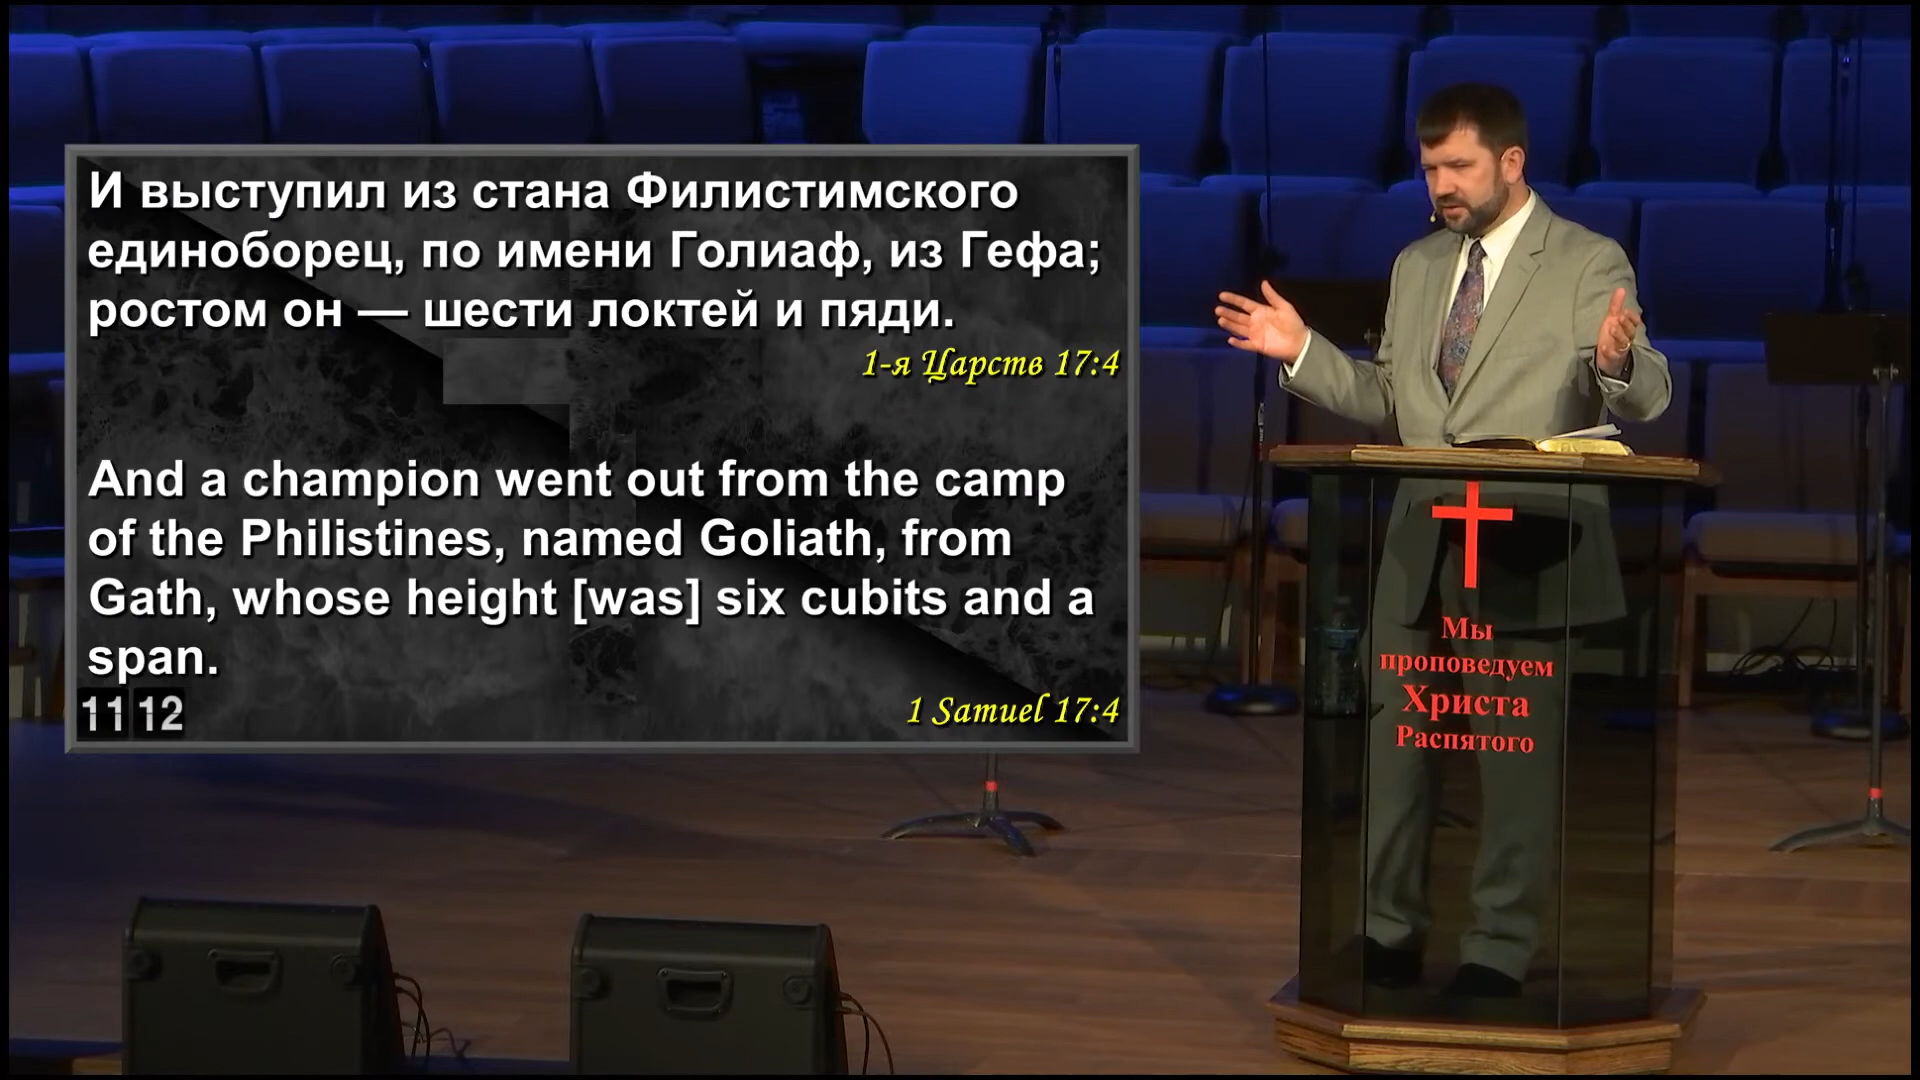 И выступил из стана Филистимского
единоборец, по имени Голиаф, из Гефа;
ростом он — шести локтей и пяди.
1-я Царств 17:4
And a champion went out from the camp
of the Philistines, named Goliath, from
Gath, whose height [was] six cubits and a
span.
11 12
1 Samuel 17:4
Мы
проповедуем
Христа
Распятого